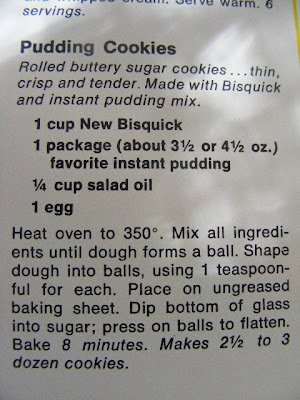 and whipped cream. Serve warm. 6
servings.
Pudding Cookies
Rolled buttery sugar cookies...thin,
crisp and tender. Made with Bisquick
and instant pudding mix.
1 cup New Bisquick
1 package (about 3½ or 4½ oz.)
favorite instant pudding
¼ cup salad oil
1 egg
Heat oven to 350°. Mix all ingredi-
ents until dough forms a ball. Shape
dough into balls, using 1 teaspoon-
ful for each. Place on ungreased
baking sheet. Dip bottom of glass
into sugar; press on balls to flatten.
Bake 8 minutes. Makes 2½ to 3
dozen cookies.